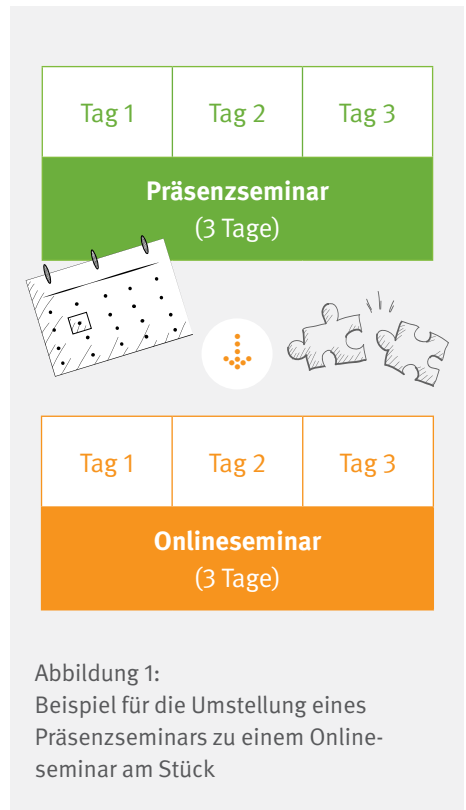 Tag 1 Tag 2 Tag 3
Präsenzseminar
(3 Tage)
Tag 1 Tag 2 Tag 3
Onlineseminar
(3 Tage)
Abbildung 1:
Beispiel für die Umstellung eines
Präsenzseminars zu einem Online-
seminar am Stück